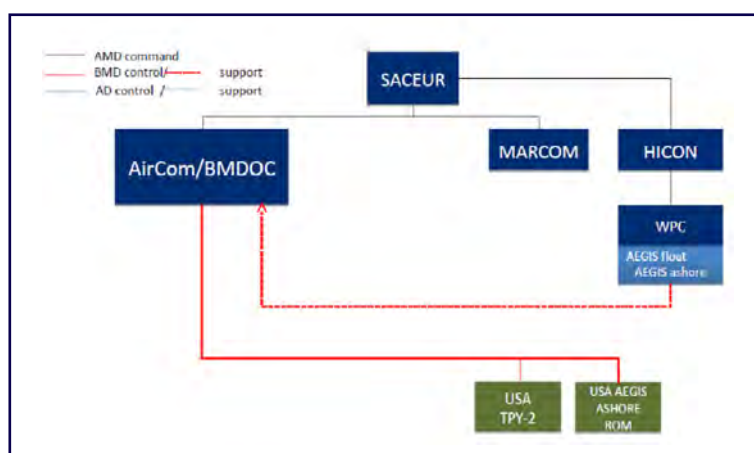 AMD command
BMD control/ support
AD control / support
SACEUR
AirCom/BMDOC
MARCOM
HICON
WPC
AEGIS flout
AEGIS ashore
USA
TPY-2
USA AEGIS
ASHORE
ROM